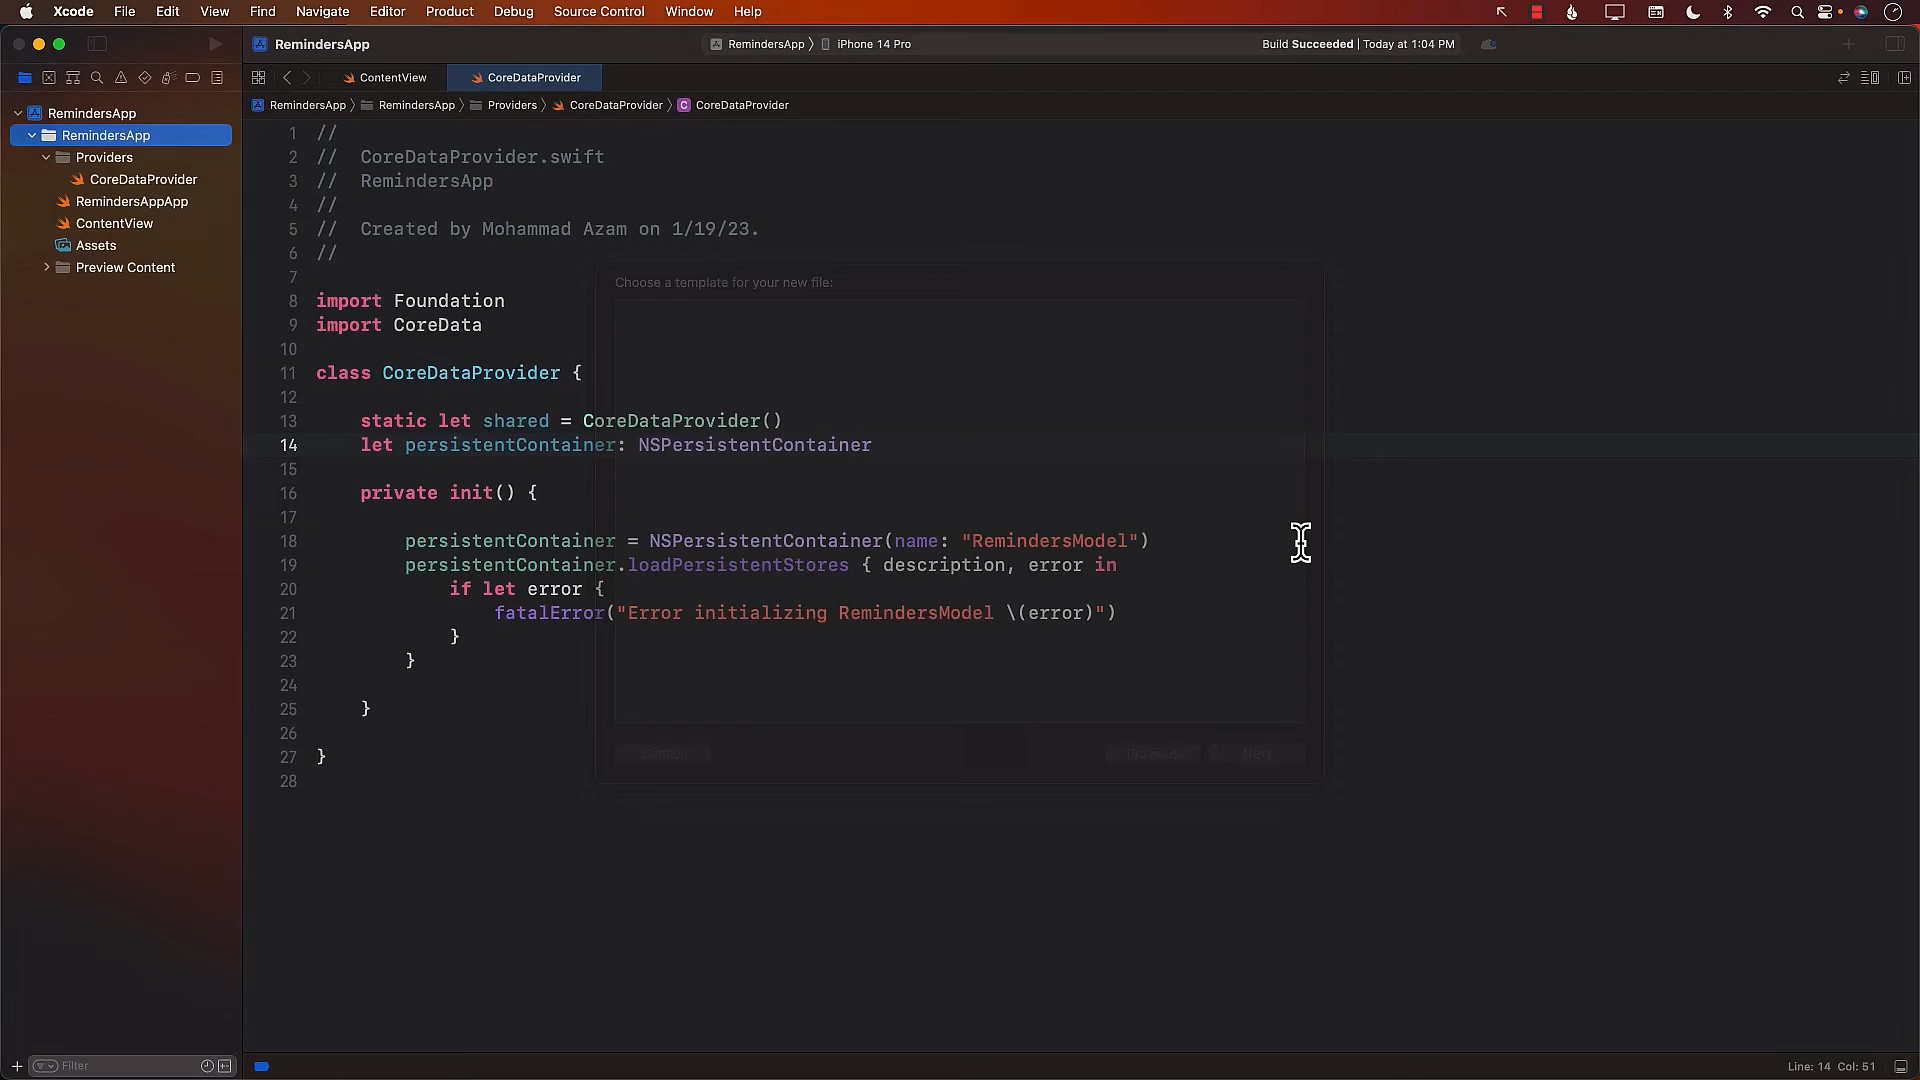 Xcode File Edit View Find Navigate Editor Product Debug Source Control Window Help
RemindersApp RemindersApp iPhone 14 Pro Build Succeeded | Today at 1:04 PM
ContentView CoreDataProvider
RemindersApp RemindersApp Providers CoreDataProvider C CoreDataProvider
RemindersApp
RemindersApp
Providers
CoreDataProvider
RemindersAppApp
ContentView
Assets
Preview Content
1 //
2 // CoreDataProvider.swift
3 // RemindersApp
4 //
5 // Created by Mohammad Azam on 1/19/23.
6 //
7
8 import Foundation
9 import CoreData
10
11 class CoreDataProvider {
12
13 static let shared = CoreDataProvider()
14 let persistentContainer: NSPersistentContainer
15
16 private init() {
17
18 persistentContainer = NSPersistentContainer(name: "RemindersModel")
19 persistentContainer.loadPersistentStores { description, error in
20 if let error {
21 fatalError("Error initializing RemindersModel \(error)")
22 }
23 }
24
25 }
26
27 }
28
Choose a template for your new file:
Cancel Previous Next
Filter
Line: 14 Col: 51